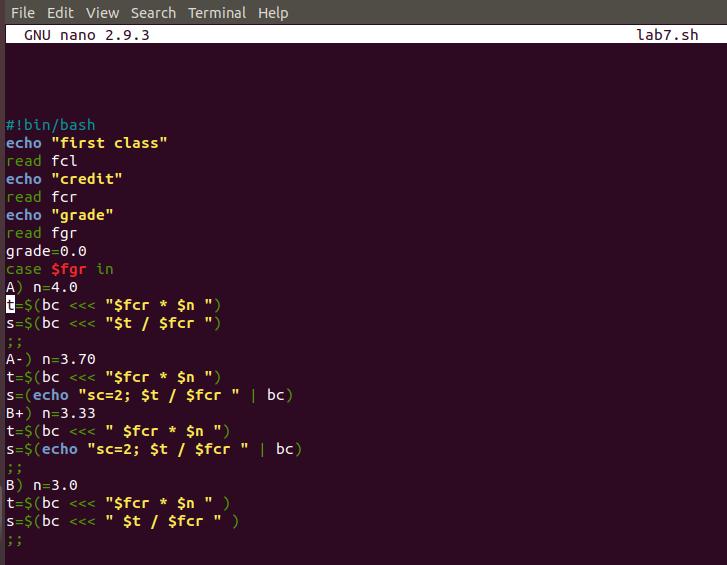 File Edit View Search Terminal Help
GNU nano 2.9.3 lab7.sh
#!bin/bash
echo "first class"
read fcl
echo "credit"
read fcr
echo "grade"
read fgr
grade=0.0
case $fgr in
A) n=4.0
t=$(bc <<< "$fcr * $n ")
s=$(bc <<< "$t / $fcr ")
;;
A-) n=3.70
t=$(bc <<< "$fcr * $n ")
s=(echo "sc=2; $t / $fcr " | bc)
B+) n=3.33
t=$(bc <<< " $fcr * $n ")
s=$(echo "sc=2; $t / $fcr " | bc)
;;
B) n=3.0
t=$(bc <<< "$fcr * $n " )
s=$(bc <<< " $t / $fcr " )
;;